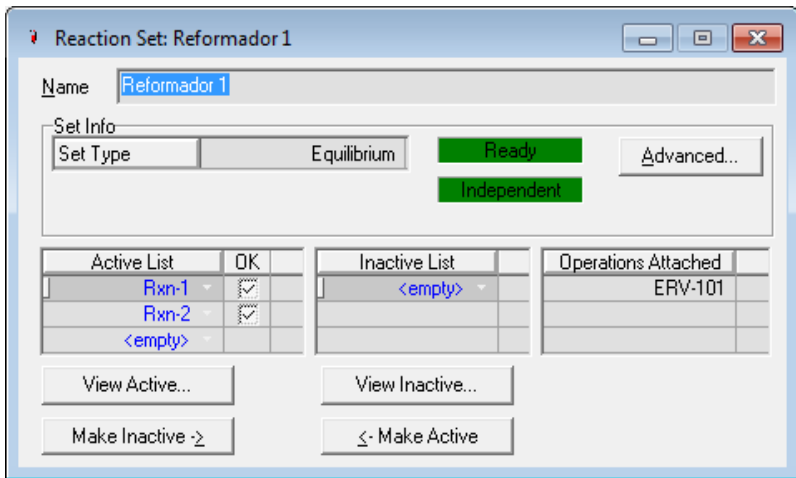 Reaction Set: Reformador 1
Name Reformador 1
Set Info
Set Type Equilibrium Ready Advanced...
Independent
Active List OK Inactive List Operations Attached
Rxn-1 <empty> ERV-101
Rxn-2
<empty>
View Active... View Inactive...
Make Inactive -> <- Make Active